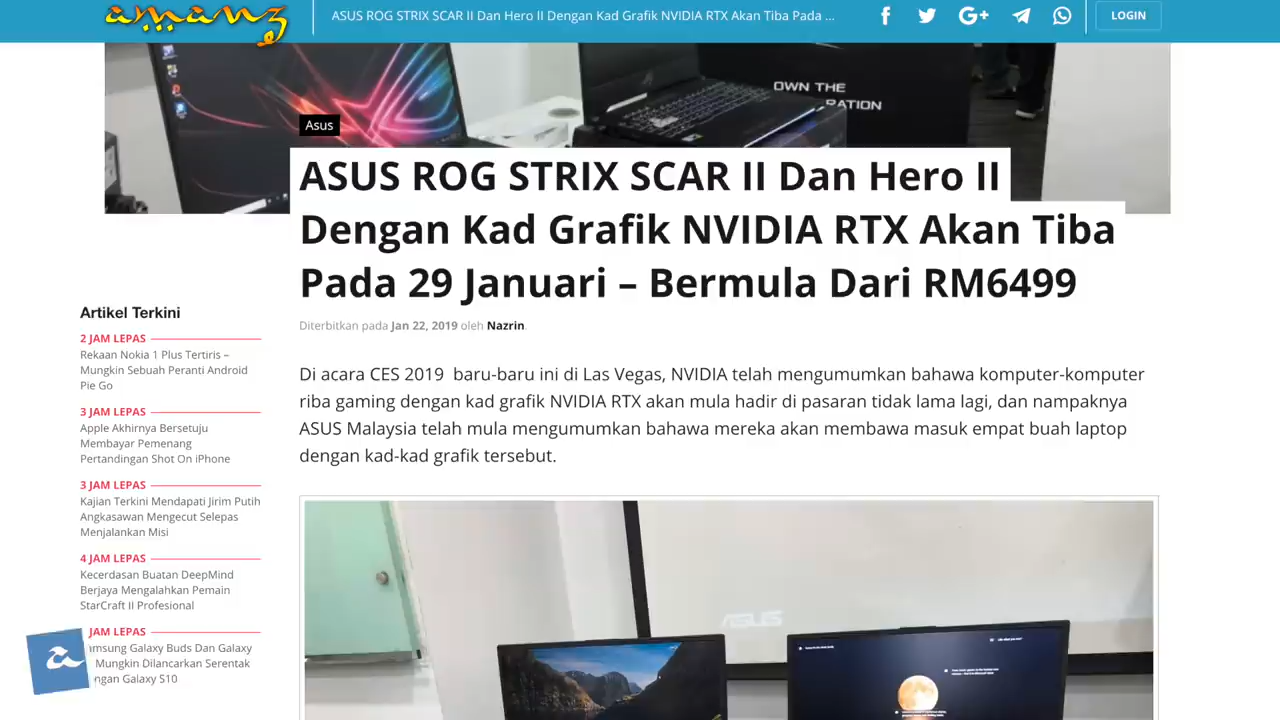 amanz
ASUS ROG STRIX SCAR II Dan Hero II Dengan Kad Grafik NVIDIA RTX Akan Tiba Pada ...
LOGIN
OWN THE
Asus
ASUS ROG STRIX SCAR II Dan Hero II
Dengan Kad Grafik NVIDIA RTX Akan Tiba
Pada 29 Januari – Bermula Dari RM6499
Diterbitkan pada Jan 22, 2019 oleh Nazrin
Di acara CES 2019 baru-baru ini di Las Vegas, NVIDIA telah mengumumkan bahawa komputer-komputer
riba gaming dengan kad grafik NVIDIA RTX akan mula hadir di pasaran tidak lama lagi, dan nampaknya
ASUS Malaysia telah mula mengumumkan bahawa mereka akan membawa masuk empat buah laptop
dengan kad-kad grafik tersebut.
Artikel Terkini
2 JAM LEPAS
Rekaan Nokia 1 Plus Tertiris –
Mungkin Sebuah Peranti Android
Pie Go
3 JAM LEPAS
Apple Akhirnya Bersetuju
Membayar Pemenang
Pertandingan Shot On iPhone
3 JAM LEPAS
Kajian Terkini Mendapati Jirim Putih
Angkasawan Mengecut Selepas
Menjalankan Misi
4 JAM LEPAS
Kecerdasan Buatan DeepMind
Berjaya Mengalahkan Pemain
StarCraft II Profesional
JAM LEPAS
amsung Galaxy Buds Dan Galaxy
Mungkin Dilancarkan Serentak
ngan Galaxy S10
ASUS